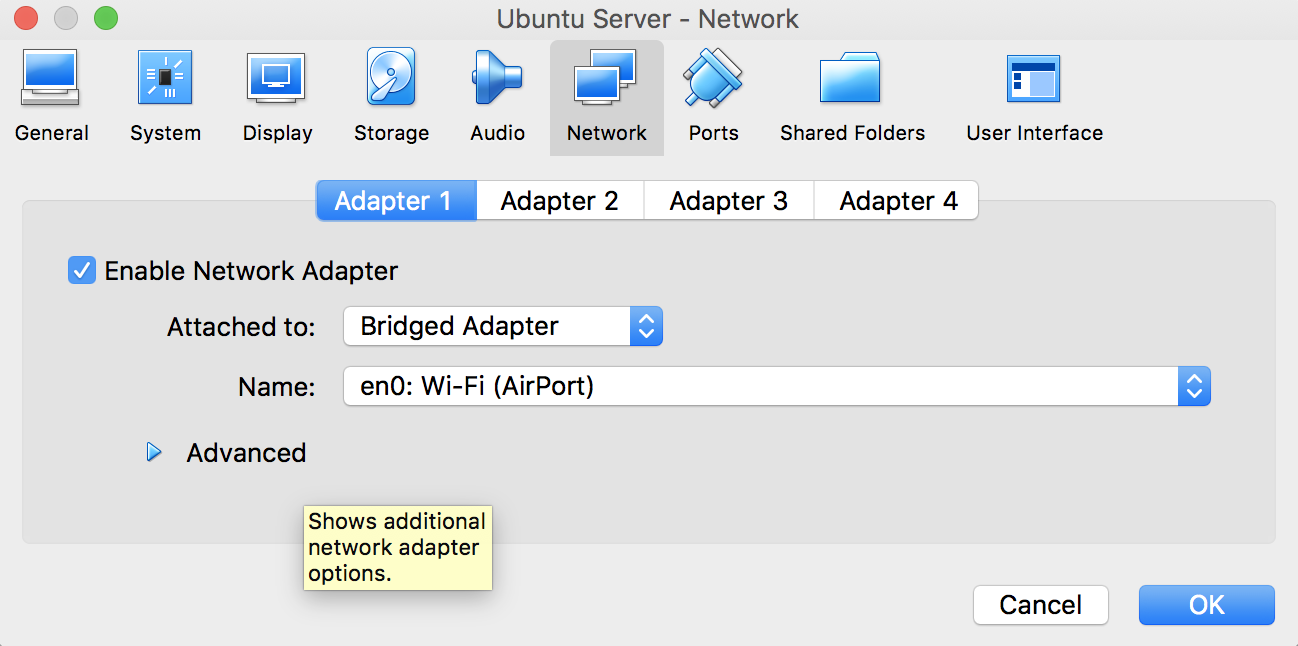 Ubuntu Server - Network
General System Display Storage Audio Network Ports Shared Folders User Interface
Adapter 1 Adapter 2 Adapter 3 Adapter 4
Enable Network Adapter
Attached to: Bridged Adapter
Name: en0: Wi-Fi (AirPort)
Advanced
Shows additional
network adapter
options.
Cancel OK